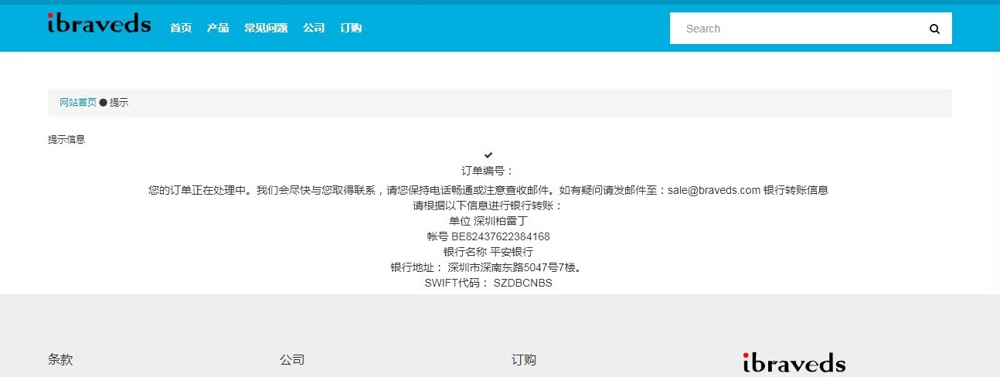 ibraveds 首页 产品 常见问题 公司 订购 Search
网站首页 ● 提示
提示信息
✔
订单编号：
您的订单正在处理中。我们会尽快与您取得联系，请您保持电话畅通或注意查收邮件。如有疑问请发邮件至：sale@braveds.com 银行转账信息
请根据以下信息进行银行转账：
单位 深圳柏雷丁
帐号 BE82437622384168
银行名称 平安银行
银行地址： 深圳市深南东路5047号7楼。
SWIFT代码： SZDBCNBS
条款 公司 订购 ibraveds